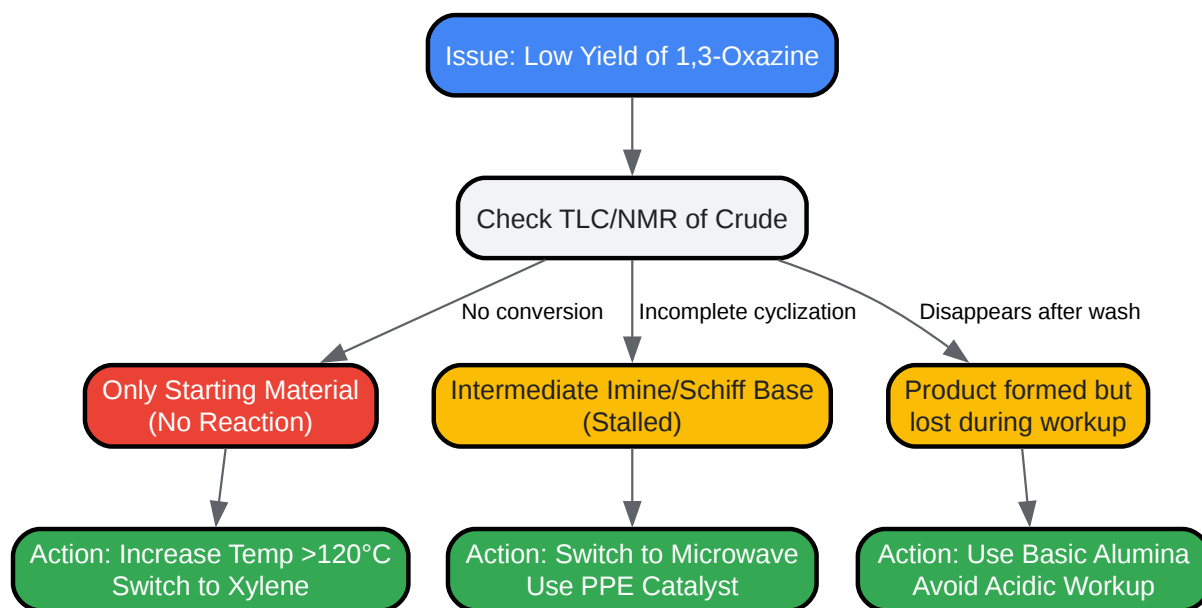 Issue: Low Yield of 1,3-Oxazine
Check TLC/NMR of Crude
No conversion
Incomplete cyclization
Disappears after wash
Only Starting Material
(No Reaction)
Intermediate Imine/Schiff Base
(Stalled)
Product formed but
lost during workup
Action: Increase Temp >120°C
Switch to Xylene
Action: Switch to Microwave
Use PPE Catalyst
Action: Use Basic Alumina
Avoid Acidic Workup